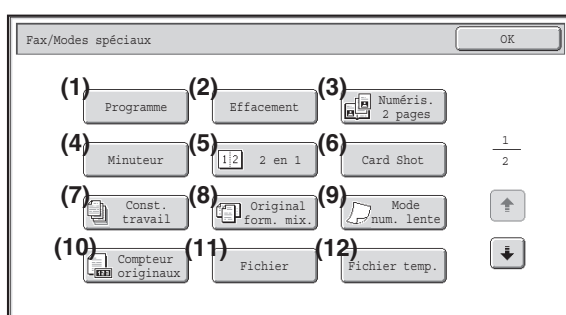 Fax/Modes spéciaux
OK
(1) Programme
(2) Effacement
(3) Numéris.
2 pages
(4) Minuteur
(5) 1 2 2 en 1
(6) Card Shot
1
2
(7) Const.
travail
(8) Original
form. mix.
(9) Mode
num. lente
(10) Compteur
123 originaux
(11) Fichier
(12) Fichier temp.